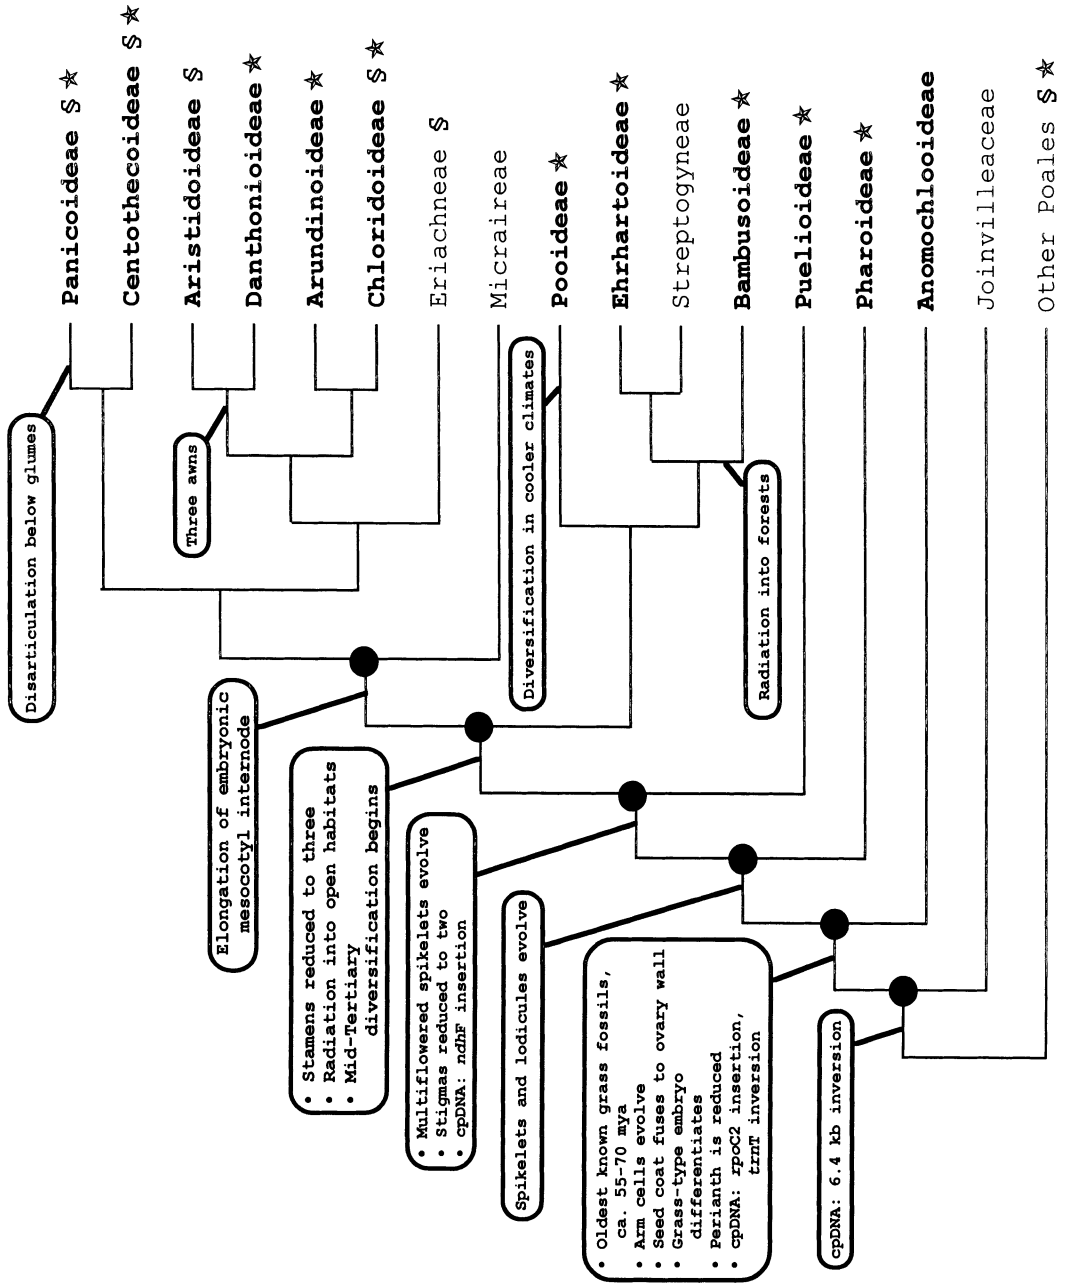 Panicoideae § ☆
Centothecoideae § ☆
Aristidoideae §
Danthonioideae ☆
Arundinoideae ☆
Chloridoideae § ☆
Eriachneae §
Micraireae
Pooideae ☆
Ehrhartoideae ☆
Streptogyneae
Bambusoideae ☆
Puelioideae ☆
Pharoideae ☆
Anomochlooideae
Joinvilleaceae
Other Poales § ☆
Disarticulation below glumes
Three awns
Diversification in cooler climates
Radiation into forests
Elongation of embryonic
mesocotyl internode
• Stamens reduced to three
• Radiation into open habitats
• Mid-Tertiary
diversification begins
• Multiflowered spikelets evolve
• Stigmas reduced to two
• cpDNA: ndhF insertion
Spikelets and lodicules evolve
• Oldest known grass fossils,
ca. 55-70 mya
• Arm cells evolve
• Seed coat fuses to ovary wall
• Grass-type embryo
differentiates
• Perianth is reduced
• cpDNA: rpoC2 insertion,
trnT inversion
cpDNA: 6.4 kb inversion